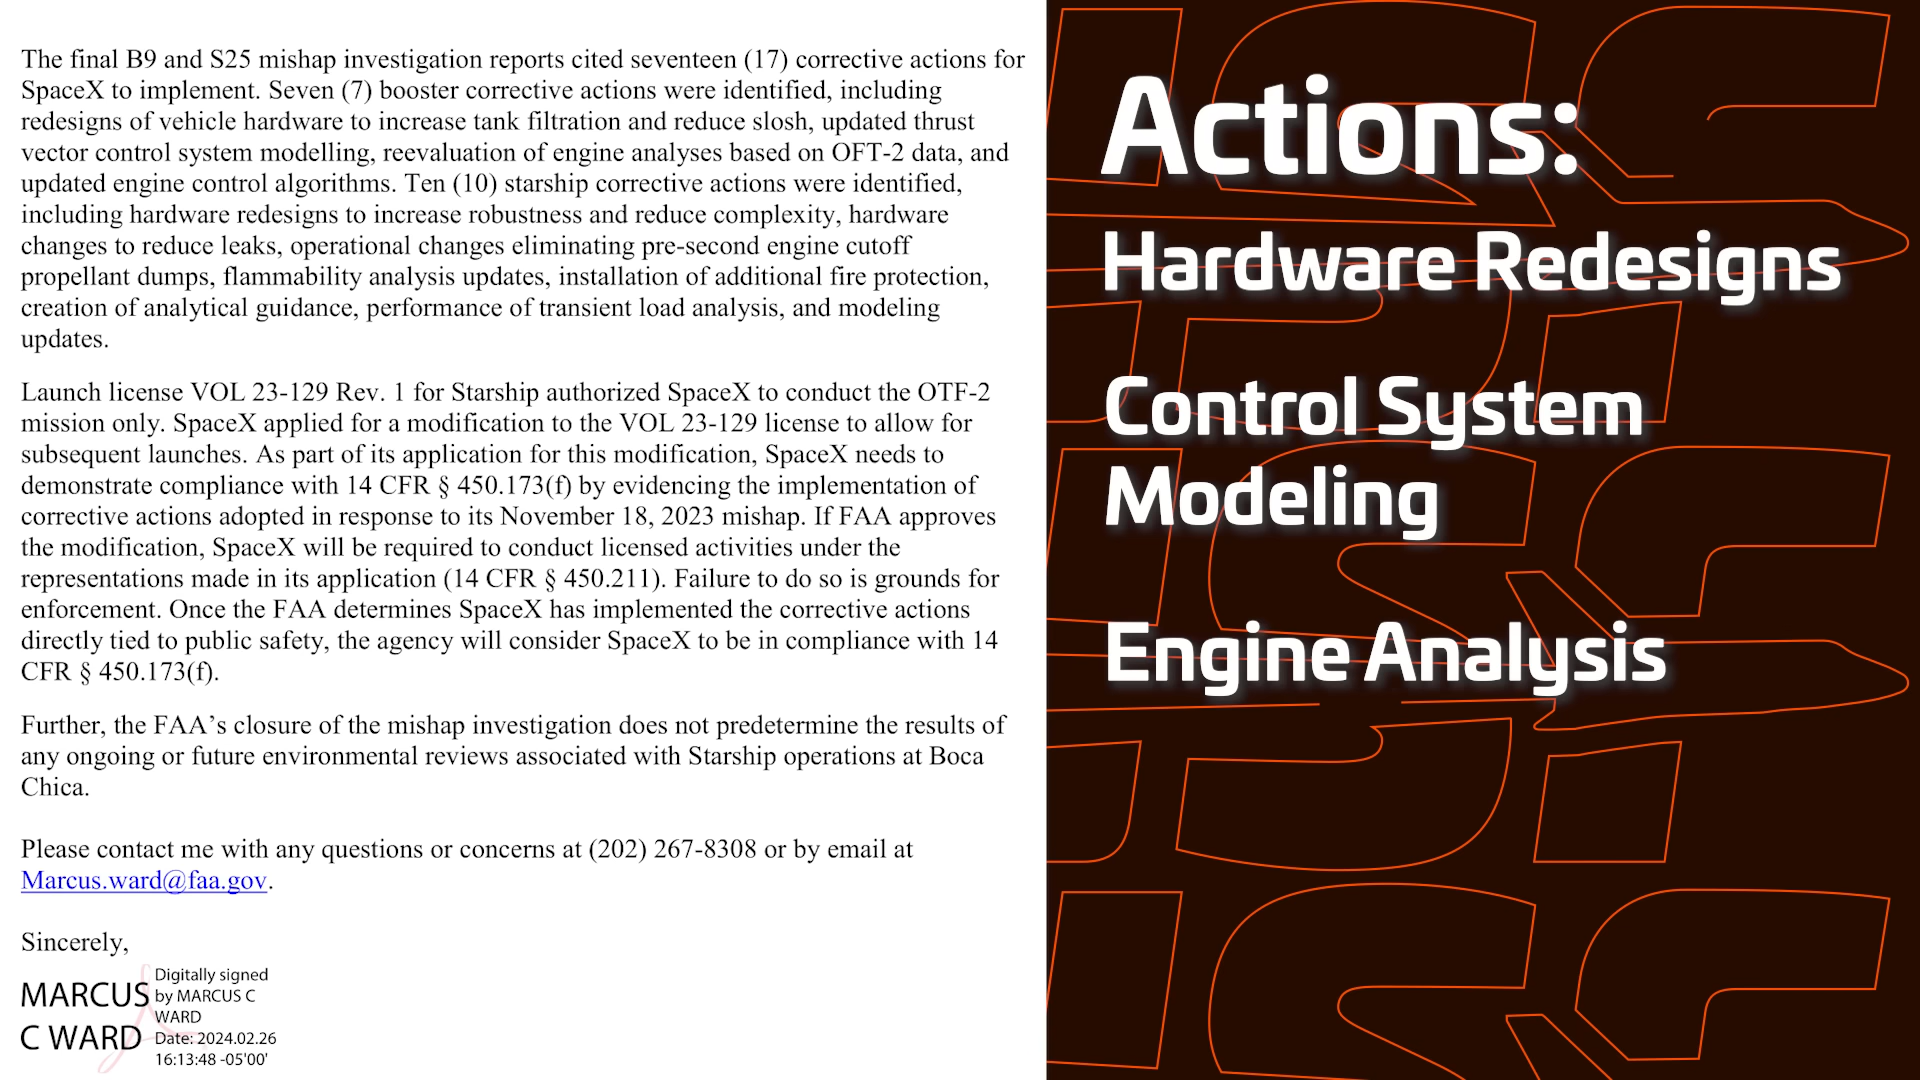 The final B9 and S25 mishap investigation reports cited seventeen (17) corrective actions for
SpaceX to implement. Seven (7) booster corrective actions were identified, including
redesigns of vehicle hardware to increase tank filtration and reduce slosh, updated thrust
vector control system modelling, reevaluation of engine analyses based on OFT-2 data, and
updated engine control algorithms. Ten (10) starship corrective actions were identified,
including hardware redesigns to increase robustness and reduce complexity, hardware
changes to reduce leaks, operational changes eliminating pre-second engine cutoff
propellant dumps, flammability analysis updates, installation of additional fire protection,
creation of analytical guidance, performance of transient load analysis, and modeling
updates.
Launch license VOL 23-129 Rev. 1 for Starship authorized SpaceX to conduct the OTF-2
mission only. SpaceX applied for a modification to the VOL 23-129 license to allow for
subsequent launches. As part of its application for this modification, SpaceX needs to
demonstrate compliance with 14 CFR § 450.173(f) by evidencing the implementation of
corrective actions adopted in response to its November 18, 2023 mishap. If FAA approves
the modification, SpaceX will be required to conduct licensed activities under the
representations made in its application (14 CFR § 450.211). Failure to do so is grounds for
enforcement. Once the FAA determines SpaceX has implemented the corrective actions
directly tied to public safety, the agency will consider SpaceX to be in compliance with 14
CFR § 450.173(f).
Further, the FAA’s closure of the mishap investigation does not predetermine the results of
any ongoing or future environmental reviews associated with Starship operations at Boca
Chica.
Please contact me with any questions or concerns at (202) 267-8308 or by email at
Marcus.ward@faa.gov.
Sincerely,
MARCUS
C WARD
Digitally signed
by MARCUS C
WARD
Date: 2024.02.26
16:13:48 -05'00'
Actions:
Hardware Redesigns
Control System
Modeling
Engine Analysis